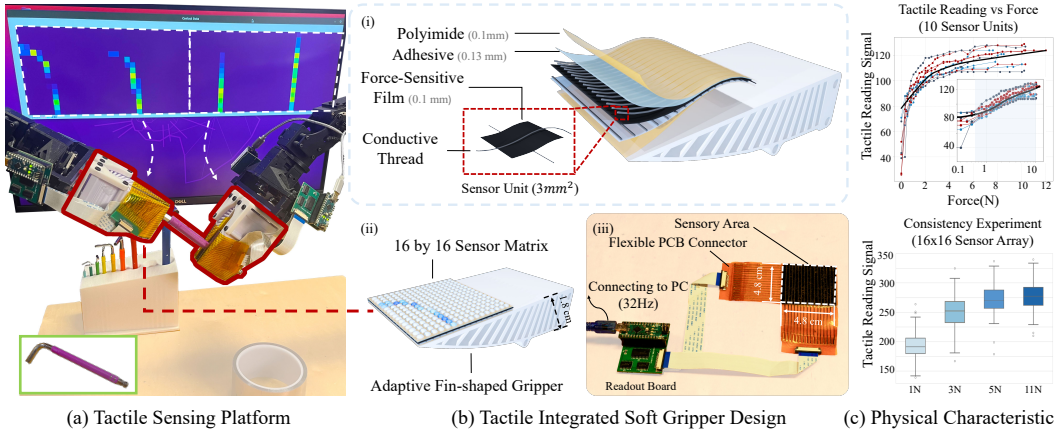 (i)
Polyimide (0.1mm)
Adhesive (0.13 mm)
Force-Sensitive
Film (0.1 mm)
Conductive
Thread
Sensor Unit (3mm²)
(ii)
16 by 16 Sensor Matrix
1.8 cm
Adaptive Fin-shaped Gripper
(iii)
Sensory Area
Flexible PCB Connector
Connecting to PC
(32Hz)
4.8 cm
4.8 cm
Readout Board
Tactile Reading vs Force
(10 Sensor Units)
Tactile Reading Signal
120
100
80
60
40
120
80
40
0.1
1
10
0
2
4
6
8
10
12
Force(N)
Consistency Experiment
(16x16 Sensor Array)
Tactile Reading Signal
350
300
250
200
150
1N
3N
5N
11N
DELL
(a) Tactile Sensing Platform
(b) Tactile Integrated Soft Gripper Design
(c) Physical Characteristic